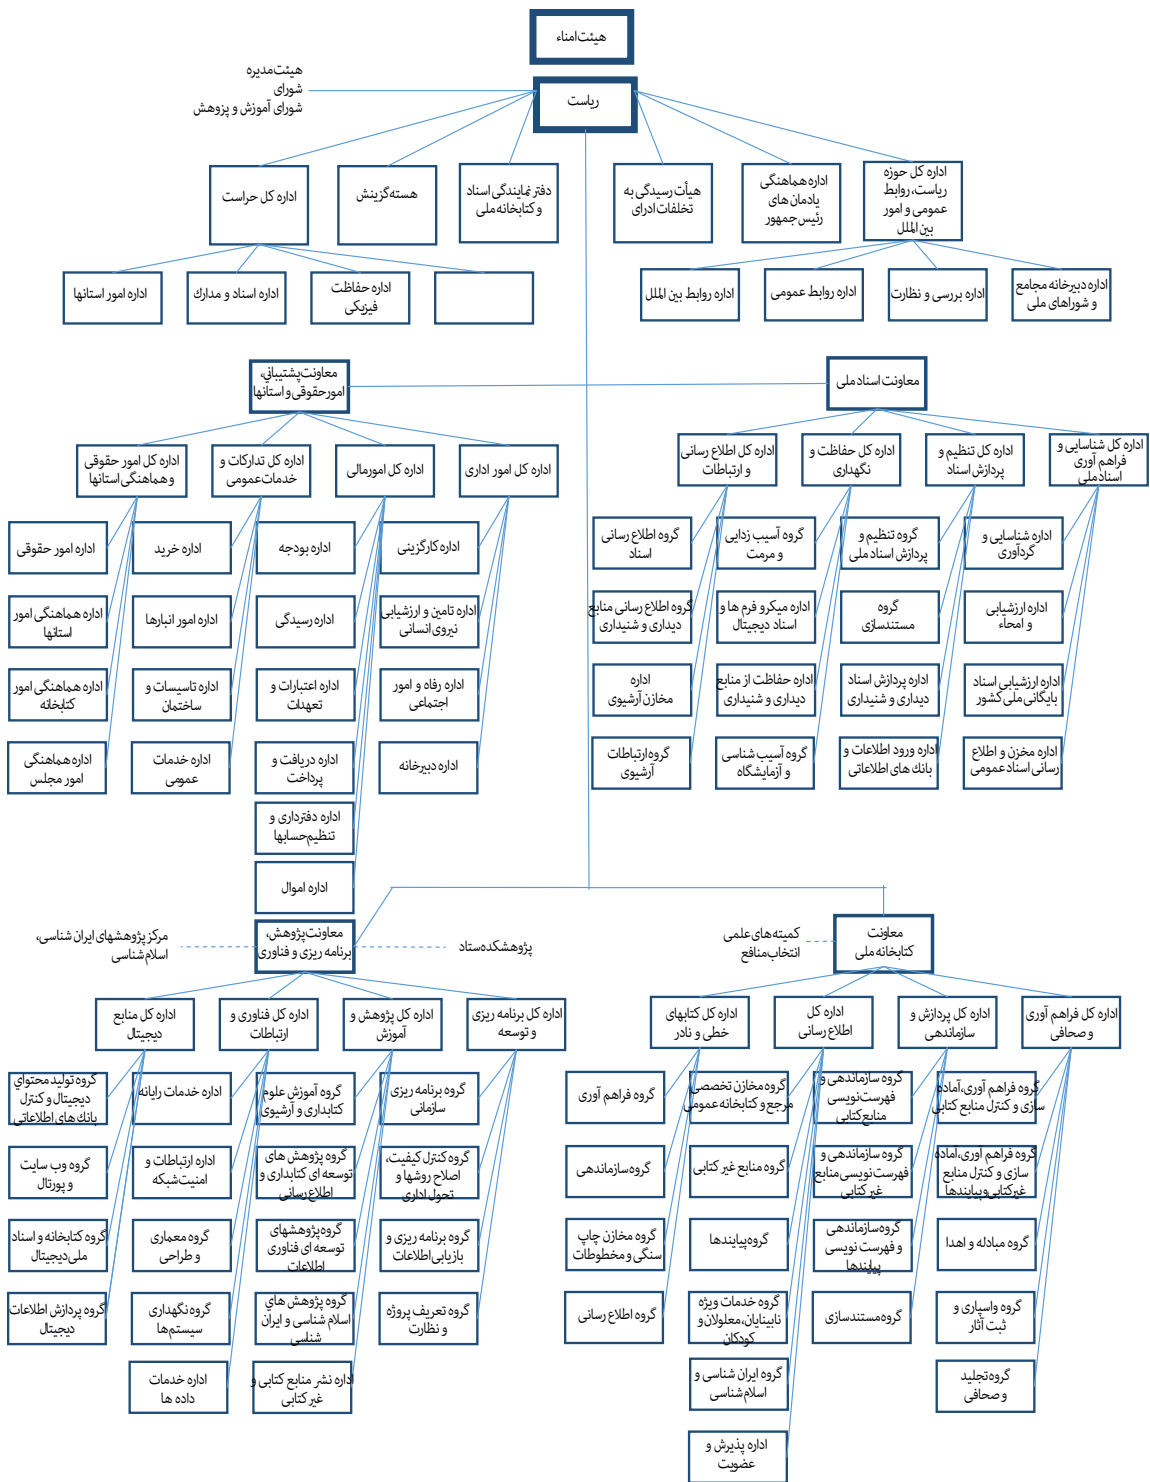 هیئت‌امناء
هیئت‌مدیره
شورای
شورای آموزش و پزوهش
ریاست
اداره کل حوزه
ریاست، روابط
عمومی و امور
بین‌الملل
اداره هماهنگی
یادمان های
رئیس‌جمهور
هیأت رسیدگی به
تخلفات ادرای
دفتر نمایندگی اسناد
و کتابخانه ملی
هسته‌گزینش
اداره کل حراست
اداره دبیرخانه مجامع
و شوراهای ملی
اداره بررسی و نظارت
اداره روابط عمومی
اداره روابط بین الملل
اداره حفاظت
فیزیکی
اداره اسناد و مدارك
اداره امور استانها
معاونت اسناد ملی
معاونت پشتیبانی،
امورحقوقی و استانها
اداره کل شناسایی و
فراهم آوری
اسناد ملی
اداره کل تنظیم و
پردازش اسناد
اداره کل حفاظت و
نگهداری
اداره کل اطلاع رسانی
و ارتباطات
اداره کل امور اداری
اداره کل امورمالی
اداره کل تدارکات و
خدمات‌عمومی
اداره کل امور حقوقی
و هماهنگی استانها
اداره شناسایی و
گردآوری
گروه تنظیم و
پردازش اسناد ملی
گروه آسیب زدایی
و مرمت
گروه اطلاع رسانی
اسناد
اداره کارگزینی
اداره بودجه
اداره خرید
اداره امور حقوقی
اداره ارزشیابی
و امحاء
گروه
مستندسازی
اداره میکرو فرم ها و
اسناد دیجیتال
گروه اطلاع رسانی منابع
دیداری و شنیداری
اداره تامین و ارزشیابی
نیروی انسانی
اداره رسیدگی
اداره امور انبارها
اداره هماهنگی امور
استانها
اداره ارزشیابی اسناد
بایگانی ملی کشور
اداره پردازش اسناد
دیداری و شنیداری
اداره حفاظت از منابع
دیداری و شنیداری
اداره
مخازن آرشیوی
اداره رفاه و امور
اجتماعی
اداره اعتبارات و
تعهدات
اداره تاسیسات و
ساختمان
اداره هماهنگی امور
کتابخانه
اداره مخزن و اطلاع
رسانی اسناد عمومی
اداره ورود اطلاعات و
بانك های اطلاعاتی
گروه آسیب شناسی
و آزمایشگاه
گروه ارتباطات
آرشیوی
اداره دبیرخانه
اداره دریافت و
پرداخت
اداره خدمات
عمومی
اداره هماهنگی
امور مجلس
اداره دفترداری و
تنظیم‌حسابها
اداره اموال
معاونت
کتابخانه ملی
کمیته های علمی
انتخاب منافع
پژوهشکده ستاد
معاونت پژوهش،
برنامه ریزی و فناوری
مرکز پژوهشهای ایران شناسی،
اسلام‌شناسی
اداره کل فراهم آوری
و صحافی
اداره کل پردازش و
سازماندهی
اداره کل
اطلاع رسانی
اداره کل کتابهای
خطی و نادر
اداره کل برنامه ریزی
و توسعه
اداره کل پژوهش و
آموزش
اداره کل فناوری و
ارتباطات
اداره کل منابع
دیجیتال
گروه فراهم آوری،آماده
سازی و کنترل منابع کتابی
گروه سازماندهی و
فهرست نویسی
منابع کتابی
گروه مخازن تخصصی
مرجع و کتابخانه عمومی
گروه فراهم آوری
گروه برنامه ریزی
سازمانی
گروه آموزش علوم
کتابداری و آرشیوی
اداره خدمات رایانه
گروه تولید محتوای
دیجیتال و کنترل
بانك های اطلاعاتی
گروه فراهم آوری،آماده
سازی و کنترل منابع
غیرکتابی و پیایندها
گروه سازماندهی و
فهرست نویسی منابع
غیر کتابی
گروه منابع غیر کتابی
گروه سازماندهی
گروه کنترل کیفیت،
اصلاح روشها و
تحول اداری
گروه پژوهش های
توسعه ای کتابداری و
اطلاع رسانی
اداره ارتباطات و
امنیت‌شبکه
گروه وب سایت
و پورتال
گروه مبادله و اهدا
گروه سازماندهی
و فهرست نویسی
پیایندها
گروه پیایندها
گروه مخازن چاپ
سنگی و مخطوطات
گروه برنامه ریزی و
بازیابی اطلاعات
گروه پژوهشهای
توسعه ای فناوری
اطلاعات
گروه معماری
و طراحی
گروه کتابخانه و اسناد
ملی دیجیتال
گروه واسپاری و
ثبت آثار
گروه مستندسازی
گروه خدمات ویژه
نابینایان،معلولان و
کودکان
گروه اطلاع رسانی
گروه تعریف پروژه
و نظارت
گروه پژوهش های
اسلام شناسی و ایران
شناسی
گروه نگهداری
سیستم‌ها
گروه پردازش اطلاعات
دیجیتال
گروه تجلید
و صحافی
گروه ایران شناسی و
اسلام شناسی
اداره نشر منابع کتابی و
غیر کتابی
اداره خدمات
داده ها
اداره پذیرش و
عضویت